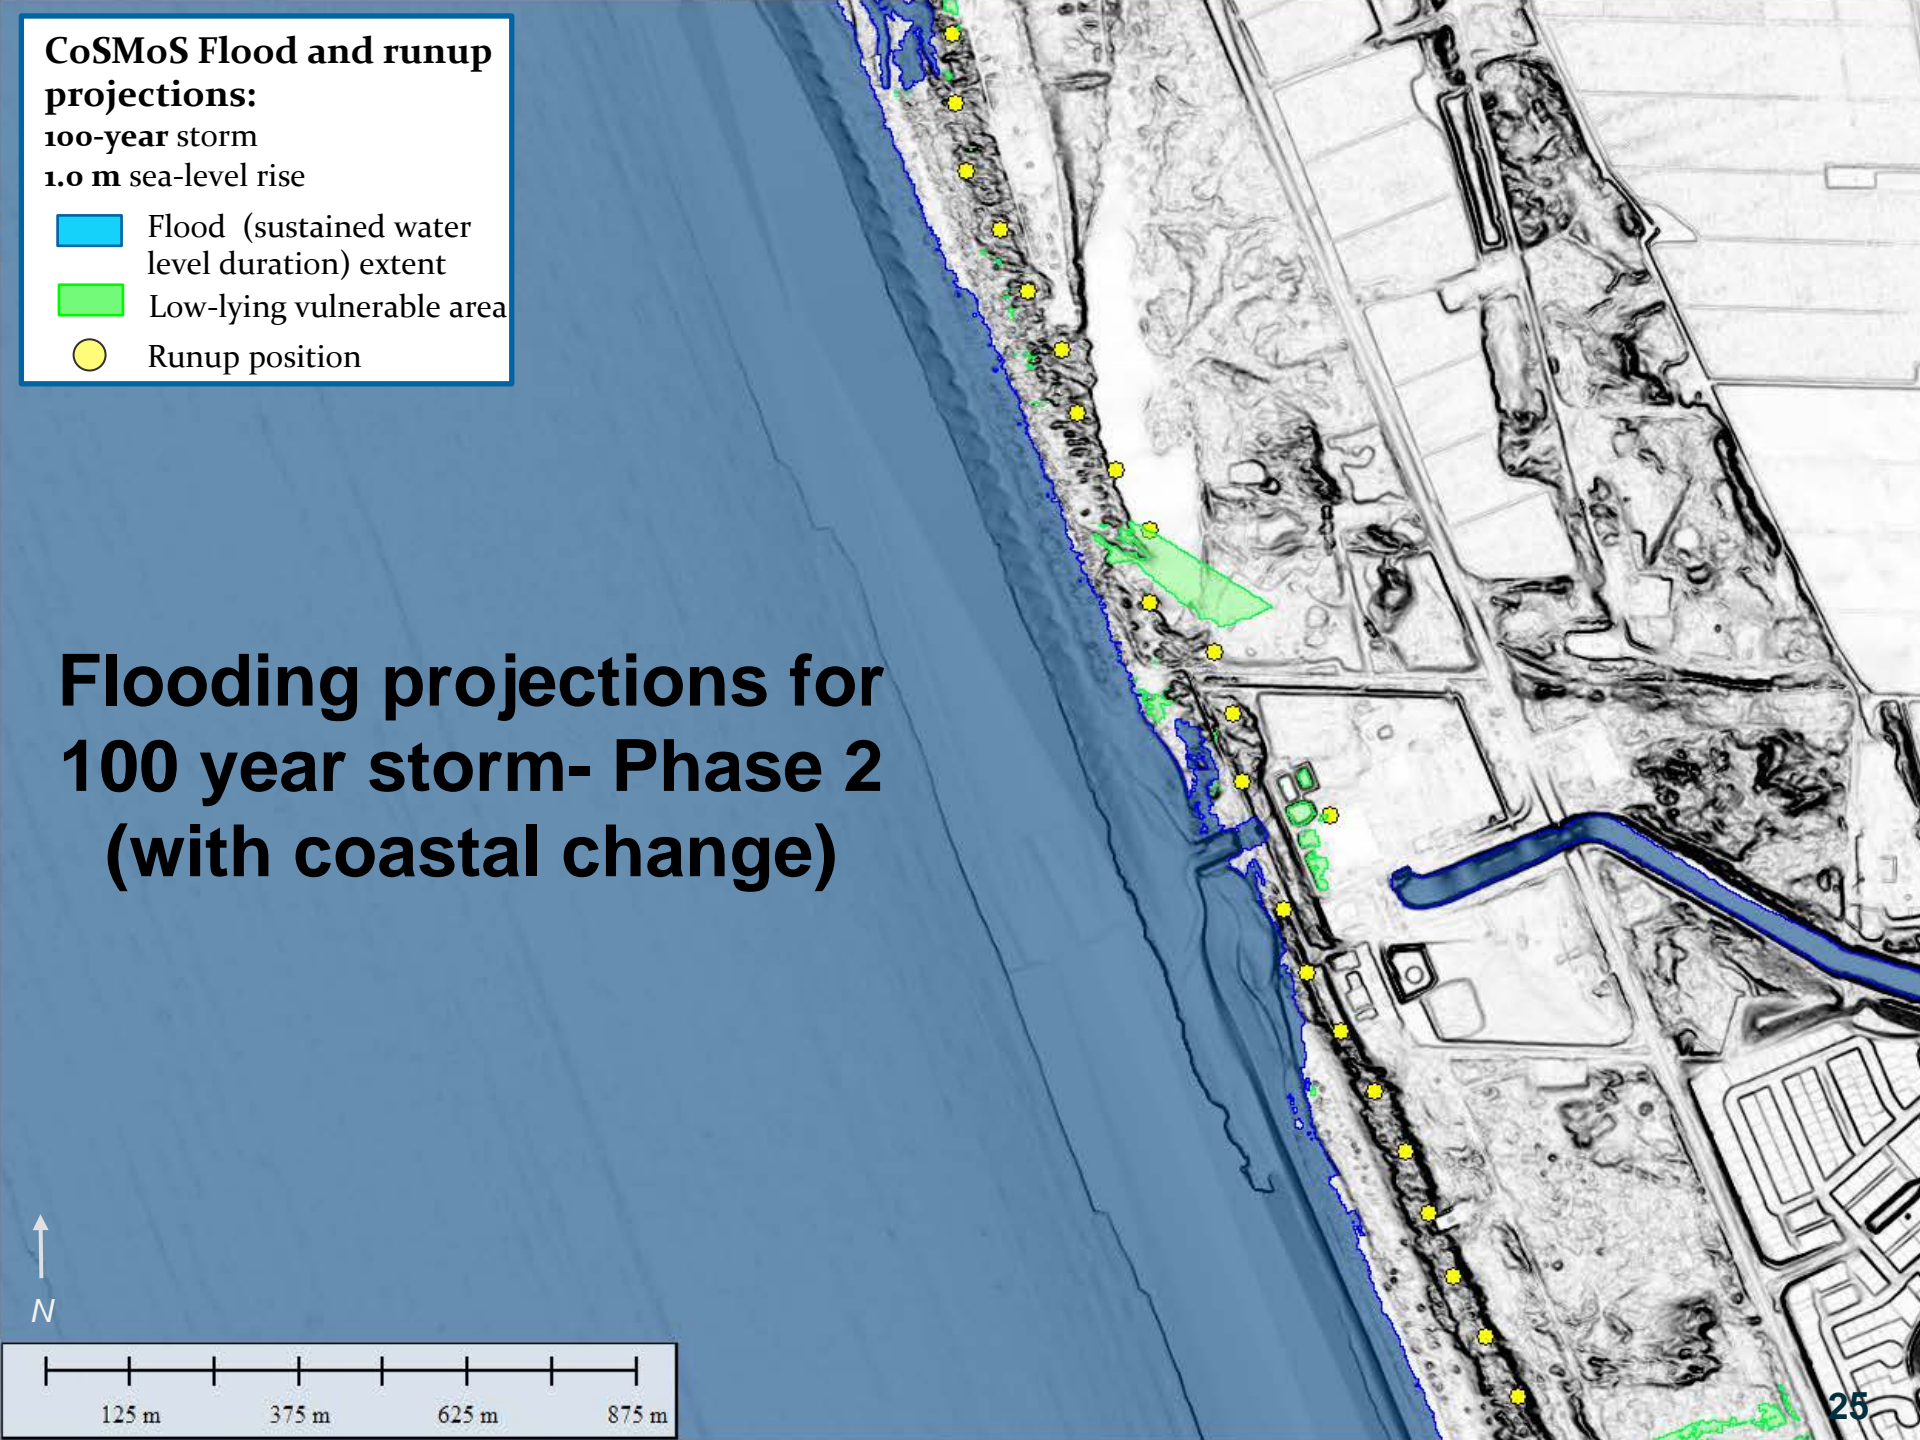 CoSMoS Flood and runup
projections:
100-year storm
1.0 m sea-level rise
Flood (sustained water
level duration) extent
Low-lying vulnerable area
Runup position
Flooding projections for
100 year storm- Phase 2
(with coastal change)
N
125 m 375 m 625 m 875 m
25